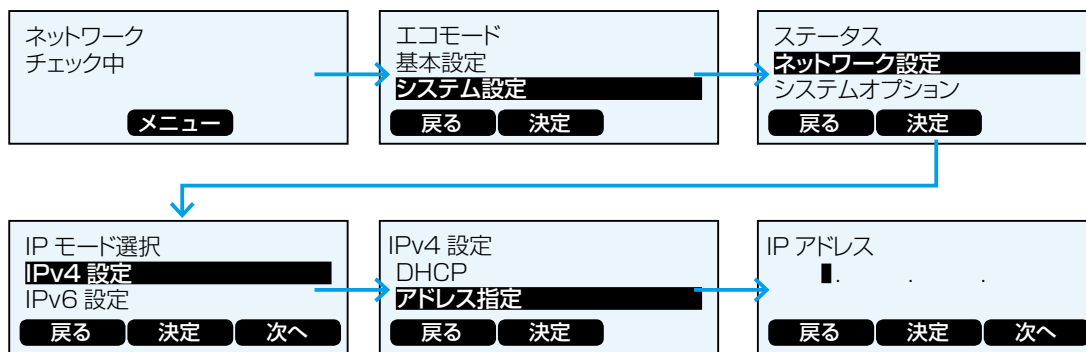 ネットワーク
チェック中
メニュー
エコモード
基本設定
システム設定
戻る 決定
ステータス
ネットワーク設定
システムオプション
戻る 決定
IP モード選択
IPv4 設定
IPv6 設定
戻る 決定 次へ
IPv4 設定
DHCP
アドレス指定
戻る 決定
IP アドレス
. . .
戻る 決定 次へ